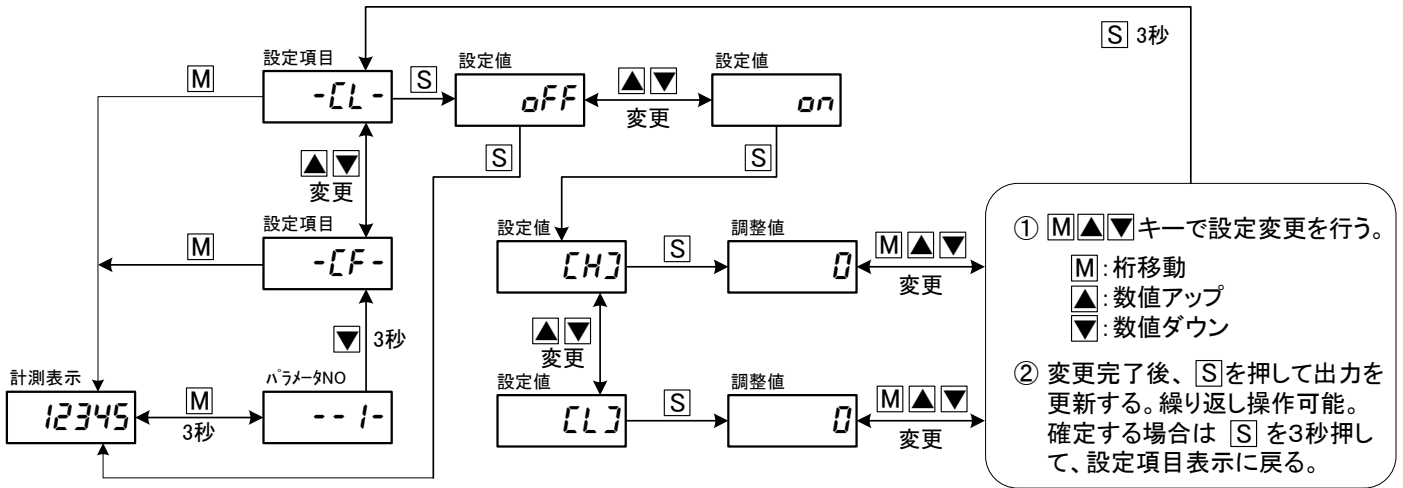 S 3秒
設定項目
-CL-
M
S
設定値
oFF
▲▼
変更
設定値
on
S
S
▲▼
変更
設定項目
-CF-
M
▼ 3秒
計測表示
12345
M
3秒
パラメータNO
--1-
設定値
[H]
S
調整値
0
M▲▼
変更
▲▼
変更
設定値
[L]
S
調整値
0
M▲▼
変更
① M▲▼キーで設定変更を行う。
M:桁移動
▲:数値アップ
▼:数値ダウン
② 変更完了後、Sを押して出力を
更新する。繰り返し操作可能。
確定する場合は S を3秒押し
て、設定項目表示に戻る。